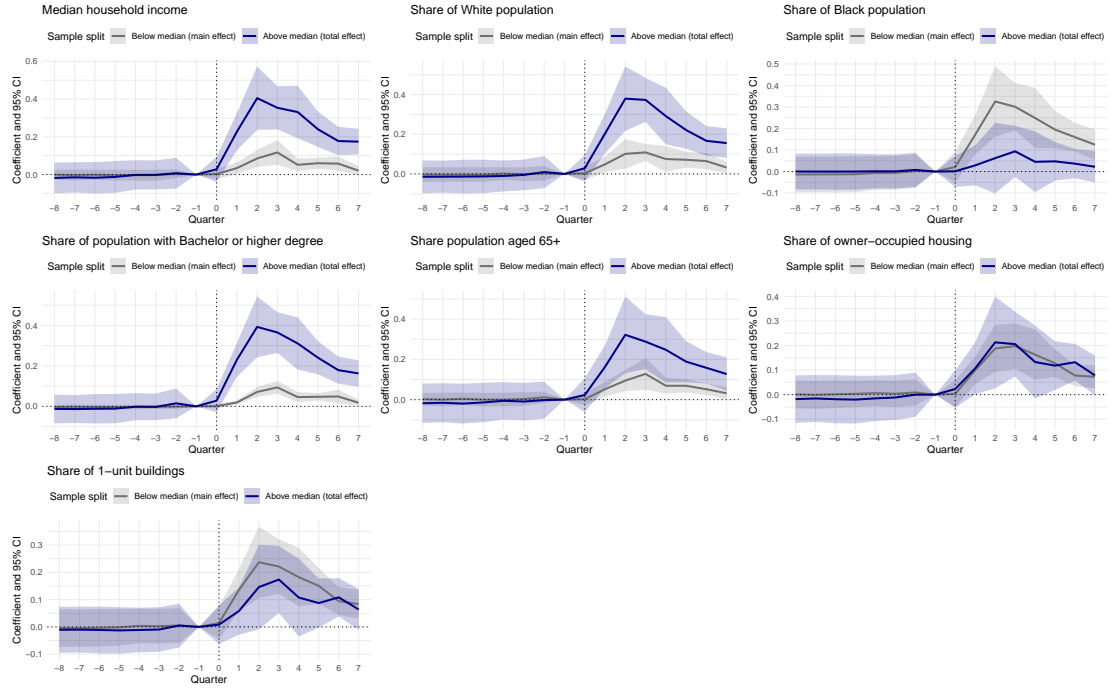 Median household income
Sample split Below median (main effect) Above median (total effect)
Coefficient and 95% CI
0.6
0.4
0.2
0.0
−8 −7 −6 −5 −4 −3 −2 −1 0 1 2 3 4 5 6 7
Quarter
Share of White population
Sample split Below median (main effect) Above median (total effect)
Coefficient and 95% CI
0.4
0.2
0.0
−8 −7 −6 −5 −4 −3 −2 −1 0 1 2 3 4 5 6 7
Quarter
Share of Black population
Sample split Below median (main effect) Above median (total effect)
Coefficient and 95% CI
0.5
0.4
0.3
0.2
0.1
0.0
−0.1
−8 −7 −6 −5 −4 −3 −2 −1 0 1 2 3 4 5 6 7
Quarter
Share of population with Bachelor or higher degree
Sample split Below median (main effect) Above median (total effect)
Coefficient and 95% CI
0.4
0.2
0.0
−8 −7 −6 −5 −4 −3 −2 −1 0 1 2 3 4 5 6 7
Quarter
Share population aged 65+
Sample split Below median (main effect) Above median (total effect)
Coefficient and 95% CI
0.4
0.2
0.0
−8 −7 −6 −5 −4 −3 −2 −1 0 1 2 3 4 5 6 7
Quarter
Share of owner−occupied housing
Sample split Below median (main effect) Above median (total effect)
Coefficient and 95% CI
0.4
0.3
0.2
0.1
0.0
−0.1
−8 −7 −6 −5 −4 −3 −2 −1 0 1 2 3 4 5 6 7
Quarter
Share of 1−unit buildings
Sample split Below median (main effect) Above median (total effect)
Coefficient and 95% CI
0.3
0.2
0.1
0.0
−0.1
−8 −7 −6 −5 −4 −3 −2 −1 0 1 2 3 4 5 6 7
Quarter